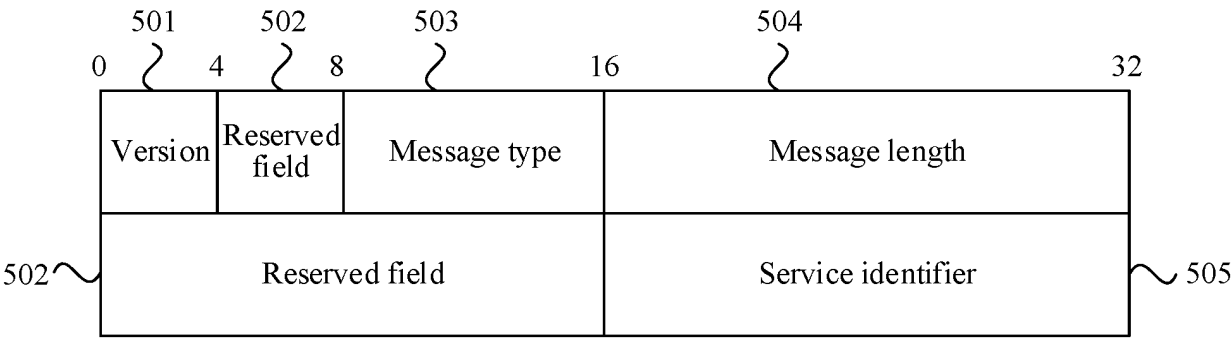 501 502 503 504
0 4 8 16 32
Version Reserved field Message type Message length
502 Reserved field Service identifier 505